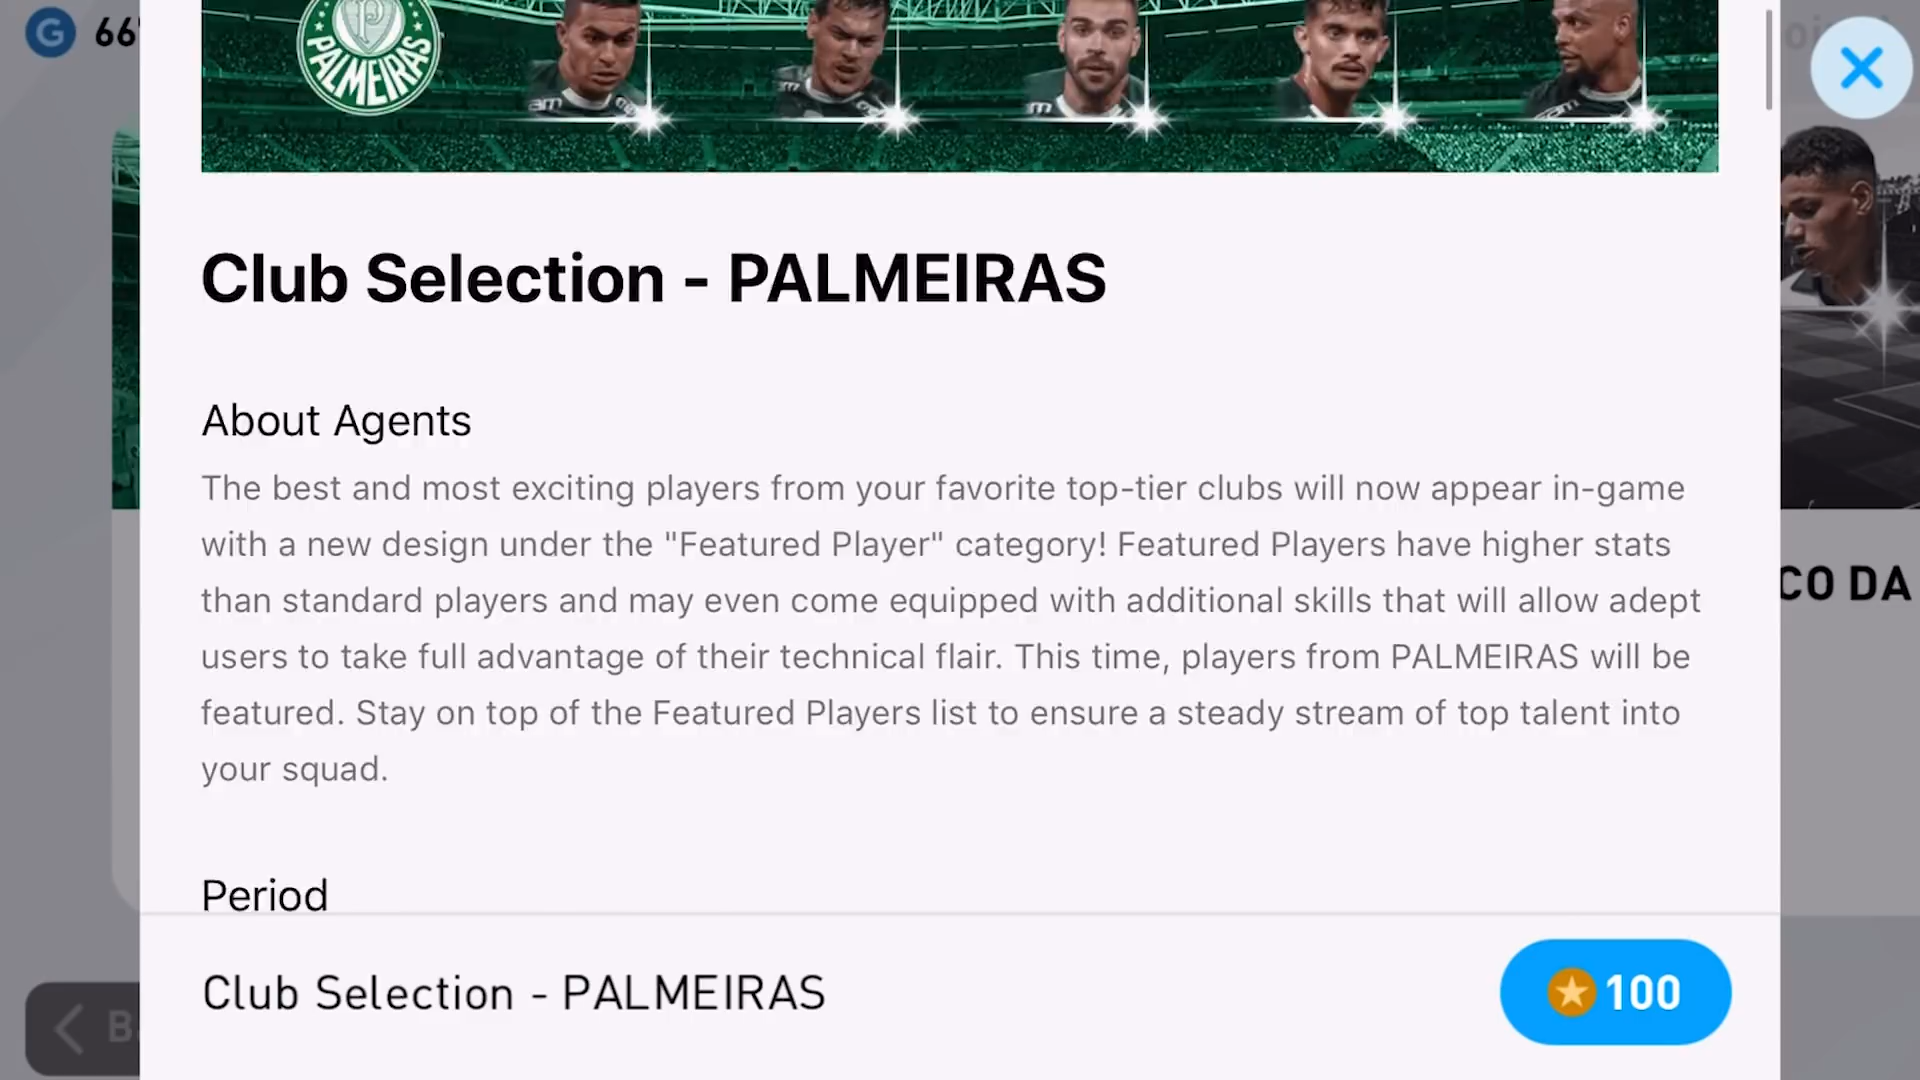 G 66
PALMEIRAS
Club Selection - PALMEIRAS
About Agents
The best and most exciting players from your favorite top-tier clubs will now appear in-game
with a new design under the "Featured Player" category! Featured Players have higher stats
than standard players and may even come equipped with additional skills that will allow adept
users to take full advantage of their technical flair. This time, players from PALMEIRAS will be
featured. Stay on top of the Featured Players list to ensure a steady stream of top talent into
your squad.
CO DA
Period
Club Selection - PALMEIRAS
100